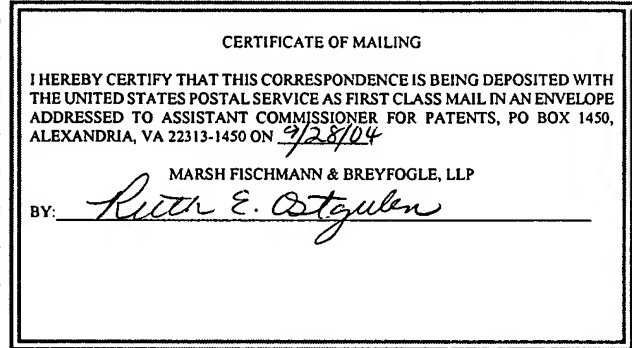 CERTIFICATE OF MAILING
I HEREBY CERTIFY THAT THIS CORRESPONDENCE IS BEING DEPOSITED WITH
THE UNITED STATES POSTAL SERVICE AS FIRST CLASS MAIL IN AN ENVELOPE
ADDRESSED TO ASSISTANT COMMISSIONER FOR PATENTS, PO BOX 1450,
ALEXANDRIA, VA 22313-1450 ON 9/28/04
MARSH FISCHMANN & BREYFOGLE, LLP
BY: Ruth E.